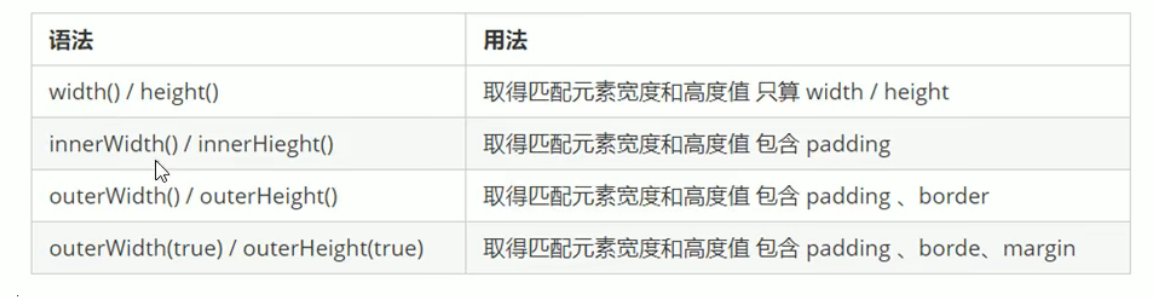 语法 用法
width() / height() 取得匹配元素宽度和高度值 只算 width / height
innerWidth() / innerHieght() 取得匹配元素宽度和高度值 包含 padding
outerWidth() / outerHeight() 取得匹配元素宽度和高度值 包含 padding 、border
outerWidth(true) / outerHeight(true) 取得匹配元素宽度和高度值 包含 padding 、borde、margin